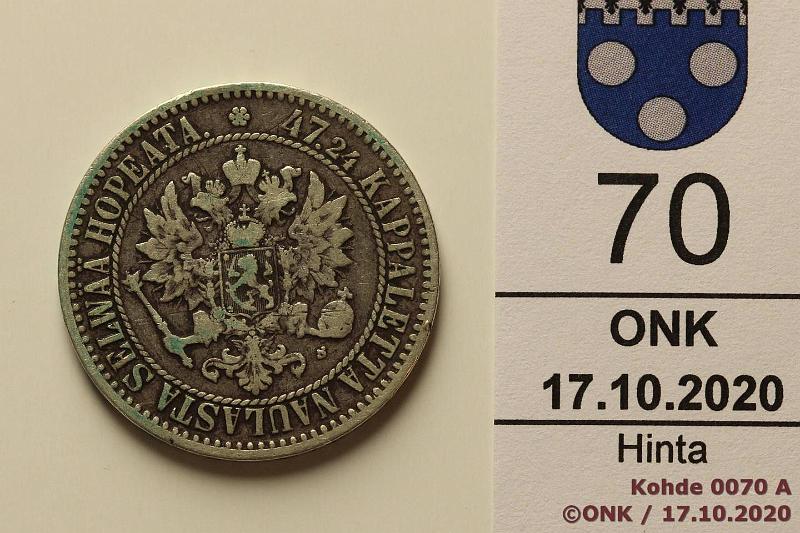 47.24 KAPPALETTA NAULASTA SELWAA HOPEATA.
S
70
ONK
17.10.2020
Hinta
Kohde 0070 A
©ONK / 17.10.2020